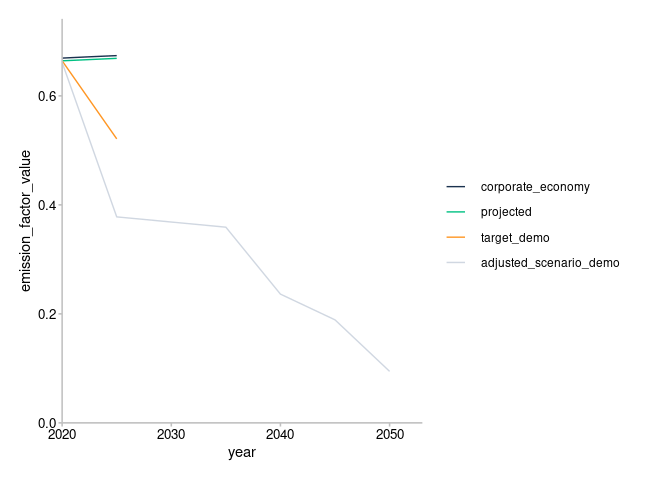 emission_factor_value
0.6
0.4
0.2
0.0
2020 2030 2040 2050
year
corporate_economy
projected
target_demo
adjusted_scenario_demo